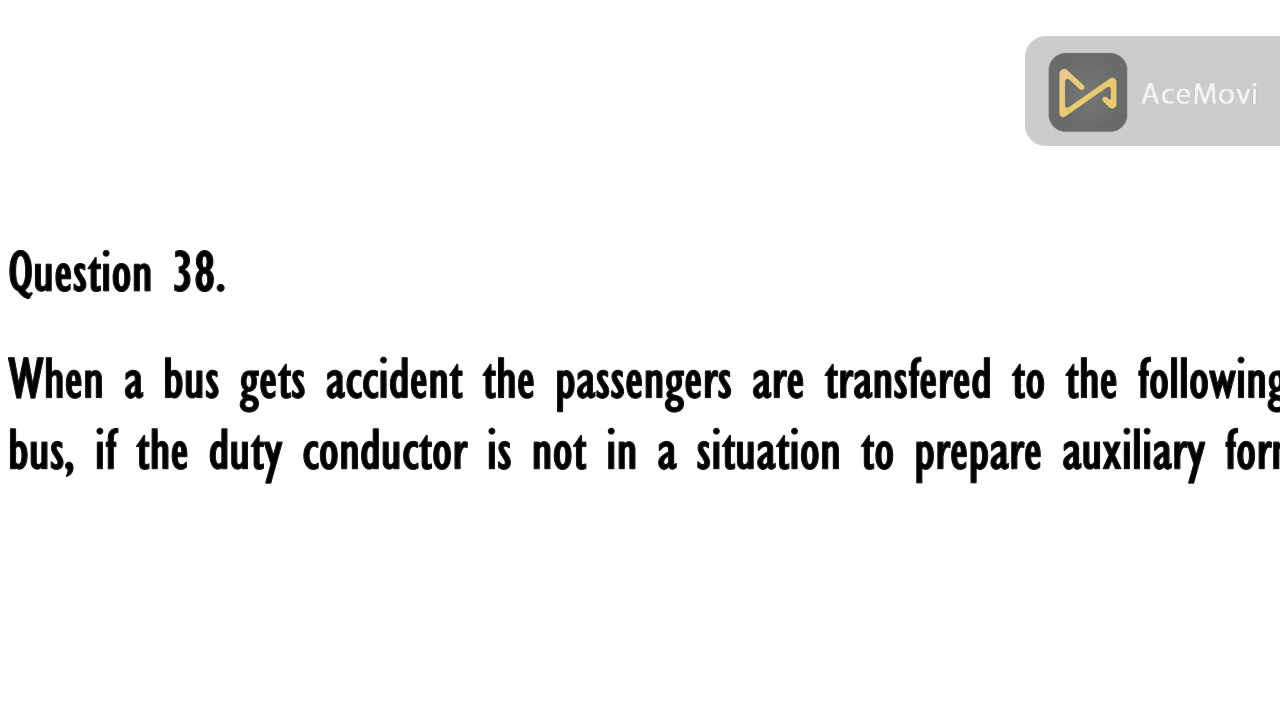 AceMovi
Question 38.
When a bus gets accident the passengers are transfered to the following
bus, if the duty conductor is not in a situation to prepare auxiliary